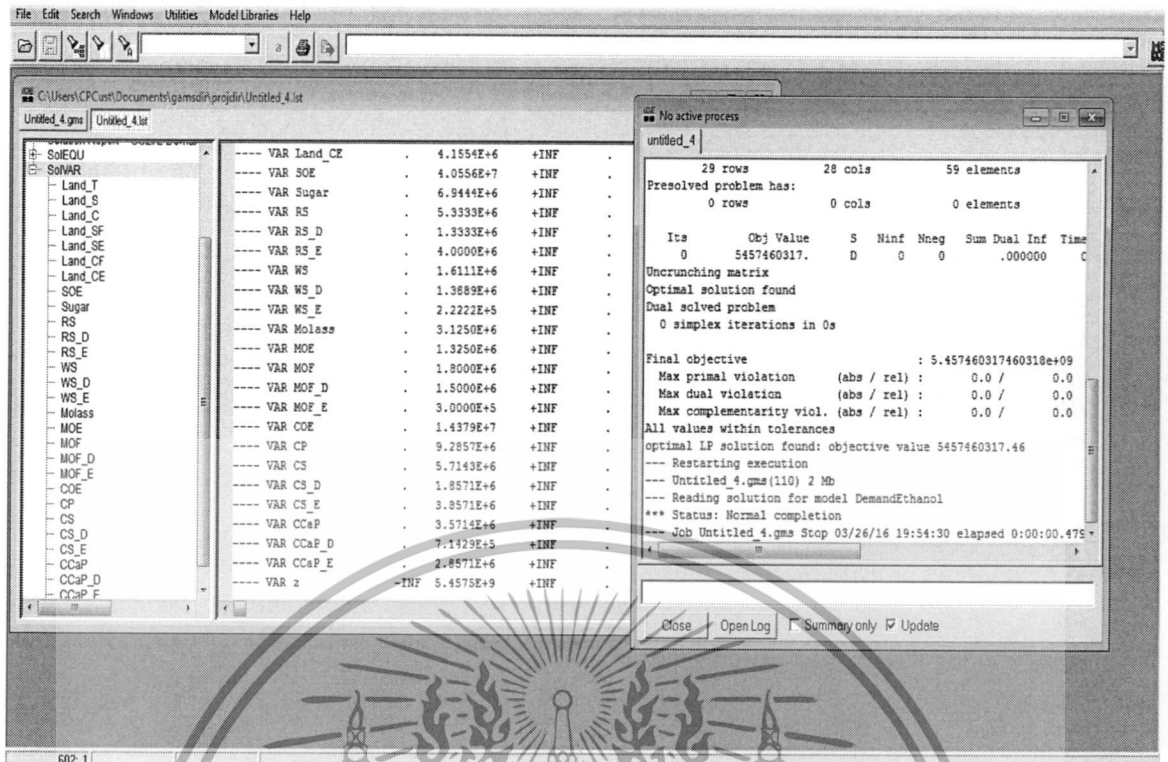 File Edit Search Windows Utilities Model Libraries Help
a
IDE C:\Users\CPCust\Documents\gamsdir\projdir\Untitled_4.lst
Untitled_4.gms Untitled_4.lst
SolEQU
SolVAR
Land_T
Land_S
Land_C
Land_SF
Land_SE
Land_CF
Land_CE
SOE
Sugar
RS
RS_D
RS_E
WS
WS_D
WS_E
Molass
MOE
MOF
MOF_D
MOF_E
COE
CP
CS
CS_D
CS_E
CCaP
CCaP_D
CCaP_E
---- VAR Land_CE . 4.1554E+6 +INF .
---- VAR SOE . 4.0556E+7 +INF .
---- VAR Sugar . 6.9444E+6 +INF .
---- VAR RS . 5.3333E+6 +INF .
---- VAR RS_D . 1.3333E+6 +INF .
---- VAR RS_E . 4.0000E+6 +INF .
---- VAR WS . 1.6111E+6 +INF .
---- VAR WS_D . 1.3889E+6 +INF .
---- VAR WS_E . 2.2222E+5 +INF .
---- VAR Molass . 3.1250E+6 +INF .
---- VAR MOE . 1.3250E+6 +INF .
---- VAR MOF . 1.8000E+6 +INF .
---- VAR MOF_D . 1.5000E+6 +INF .
---- VAR MOF_E . 3.0000E+5 +INF .
---- VAR COE . 1.4379E+7 +INF .
---- VAR CP . 9.2857E+6 +INF .
---- VAR CS . 5.7143E+6 +INF .
---- VAR CS_D . 1.8571E+6 +INF .
---- VAR CS_E . 3.8571E+6 +INF .
---- VAR CCaP . 3.5714E+6 +INF .
---- VAR CCaP_D . 7.1429E+5 +INF .
---- VAR CCaP_E . 2.8571E+6 +INF .
---- VAR z -INF 5.4575E+9 +INF .
IDE No active process
untitled_4
29 rows 28 cols 59 elements
Presolved problem has:
0 rows 0 cols 0 elements
Its Obj Value S Ninf Nneg Sum Dual Inf Time
0 5457460317. D 0 0 .000000
Uncrunching matrix
Optimal solution found
Dual solved problem
0 simplex iterations in 0s
Final objective : 5.457460317460318e+09
Max primal violation (abs / rel) : 0.0 / 0.0
Max dual violation (abs / rel) : 0.0 / 0.0
Max complementarity viol. (abs / rel) : 0.0 / 0.0
All values within tolerances
optimal LP solution found: objective value 5457460317.46
--- Restarting execution
--- Untitled_4.gms(110) 2 Mb
--- Reading solution for model DemandEthanol
*** Status: Normal completion
--- Job Untitled_4.gms Stop 03/26/16 19:54:30 elapsed 0:00:00.479
Close Open Log Summary only Update
602: 1